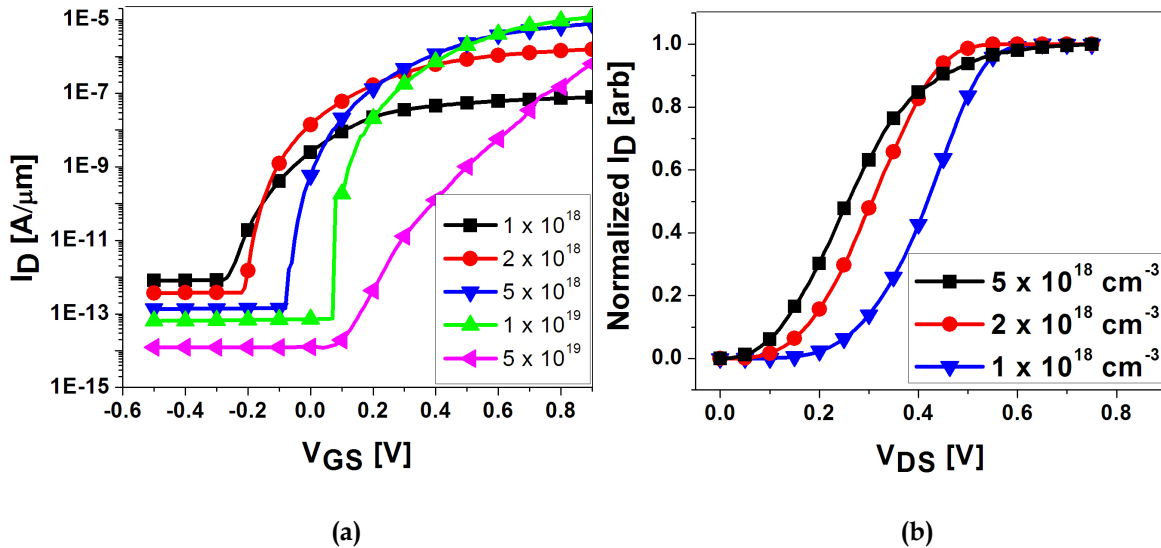 1E-5
1E-7
1E-9
1E-11
1E-13
1E-15
I_D [A/μm]
-0.6 -0.4 -0.2 0.0 0.2 0.4 0.6 0.8
V_GS [V]
1 x 10^18
2 x 10^18
5 x 10^18
1 x 10^19
5 x 10^19
(a)
1.0
0.8
0.6
0.4
0.2
0.0
Normalized I_D [arb]
0.0 0.2 0.4 0.6 0.8
V_DS [V]
5 x 10^18 cm^-3
2 x 10^18 cm^-3
1 x 10^18 cm^-3
(b)